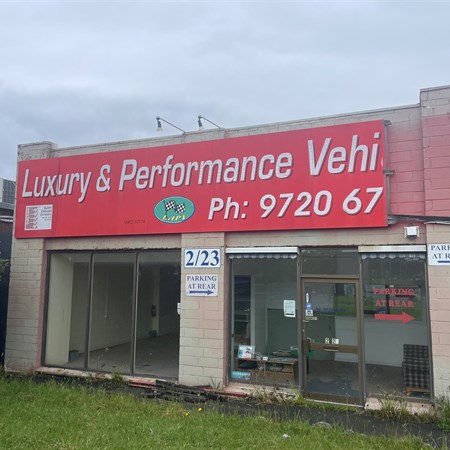 Luxury & Performance Vehi
Ph: 9720 67
2/23
PARKING
AT REAR
PARKING
AT REAR
PARKING
AT REAR